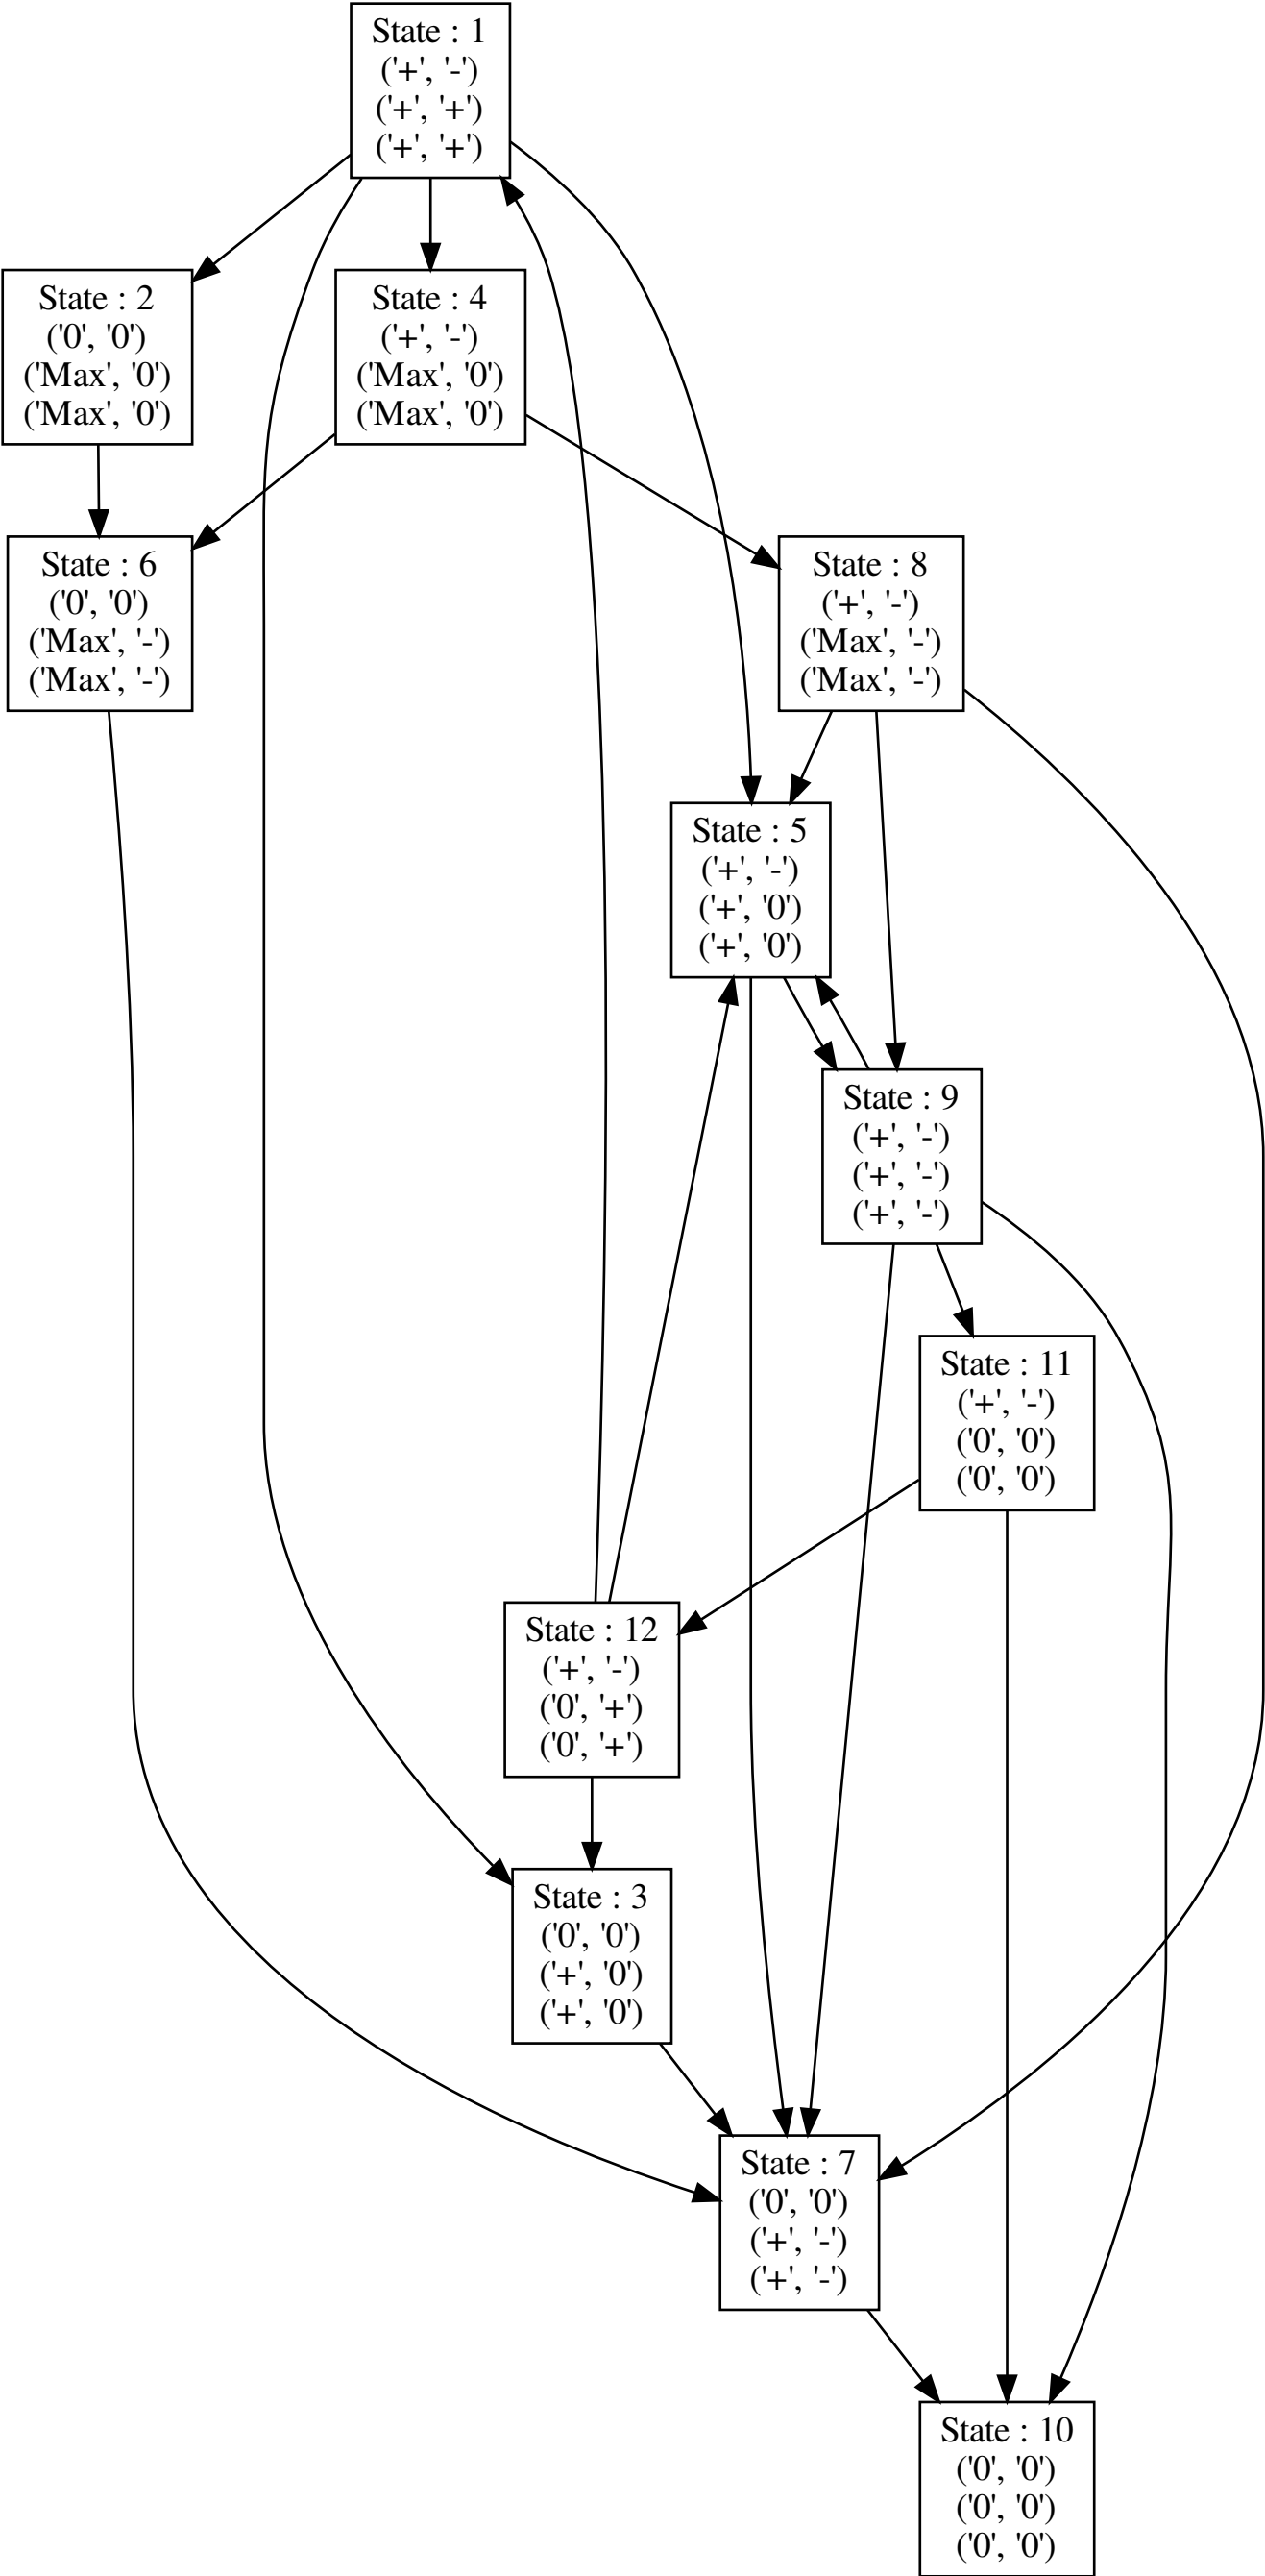 State : 1
('+', '-')
('+', '+')
('+', '+')
State : 2
('0', '0')
('Max', '0')
('Max', '0')
State : 4
('+', '-')
('Max', '0')
('Max', '0')
State : 6
('0', '0')
('Max', '-')
('Max', '-')
State : 8
('+', '-')
('Max', '-')
('Max', '-')
State : 5
('+', '-')
('+', '0')
('+', '0')
State : 9
('+', '-')
('+', '-')
('+', '-')
State : 11
('+', '-')
('0', '0')
('0', '0')
State : 12
('+', '-')
('0', '+')
('0', '+')
State : 3
('0', '0')
('+', '0')
('+', '0')
State : 7
('0', '0')
('+', '-')
('+', '-')
State : 10
('0', '0')
('0', '0')
('0', '0')